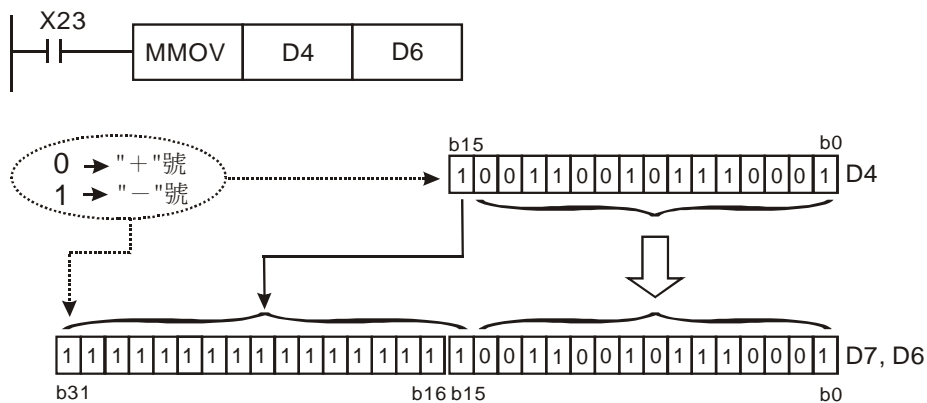 X23
MMOV D4 D6
0 → "＋"號
1 → "－"號
b15 b0
1 0 0 1 1 0 0 1 0 1 1 1 0 0 0 1 D4
1 1 1 1 1 1 1 1 1 1 1 1 1 1 1 1 1 0 0 1 1 0 0 1 0 1 1 1 0 0 0 1 D7, D6
b31 b16 b15 b0